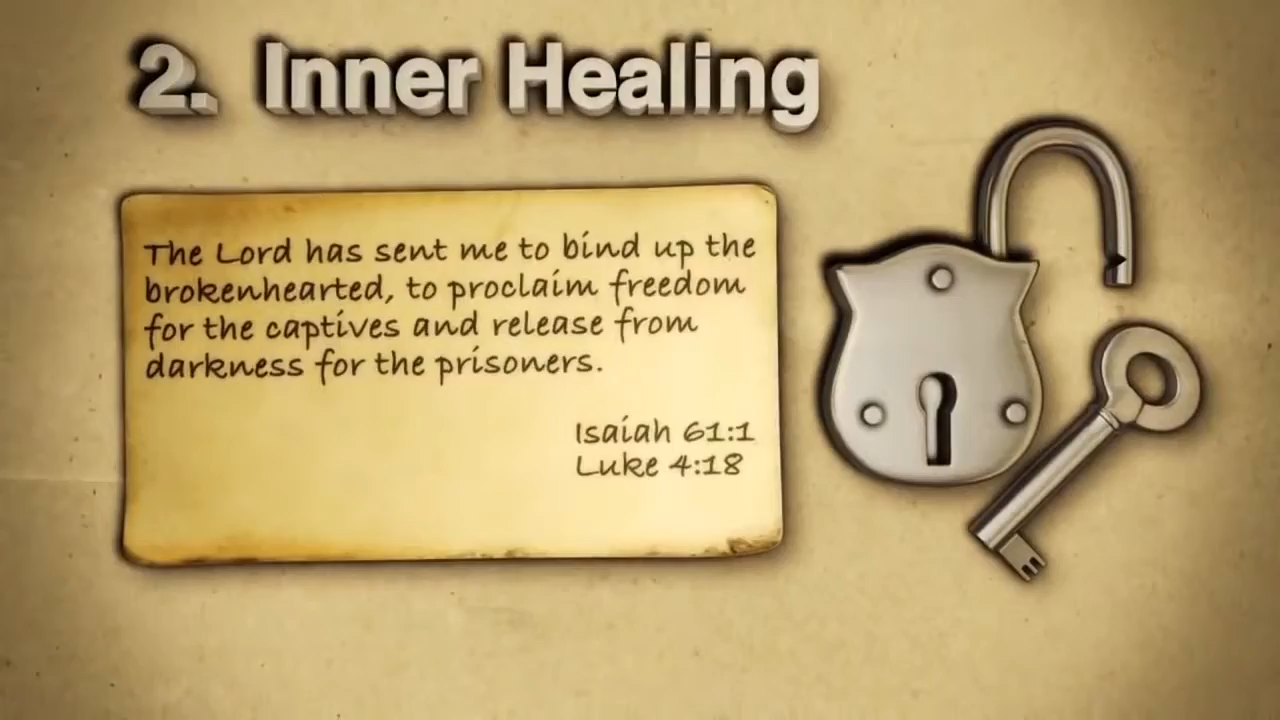 2. Inner Healing
The Lord has sent me to bind up the
brokenhearted, to proclaim freedom
for the captives and release from
darkness for the prisoners.
Isaiah 61:1
Luke 4:18